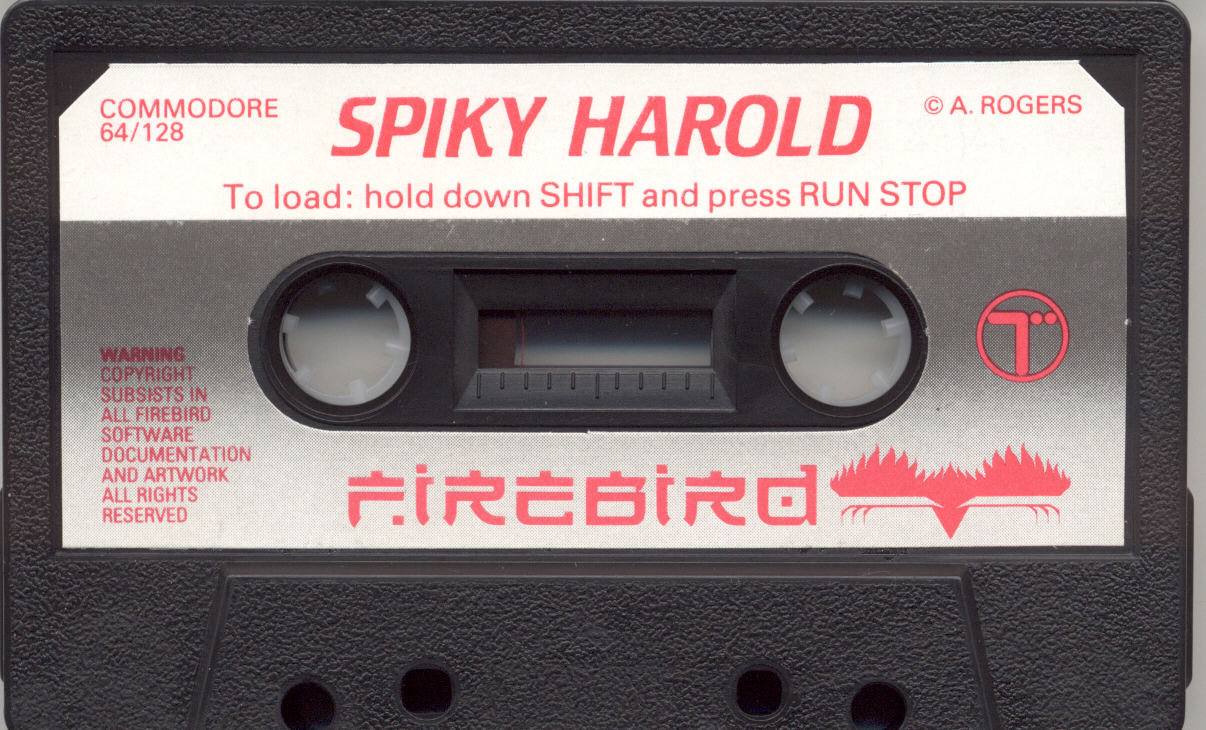 COMMODORE
64/128
SPIKY HAROLD
© A. ROGERS
To load: hold down SHIFT and press RUN STOP
WARNING
COPYRIGHT
SUBSISTS IN
ALL FIREBIRD
SOFTWARE
DOCUMENTATION
AND ARTWORK
ALL RIGHTS
RESERVED
FIREBIRD
T